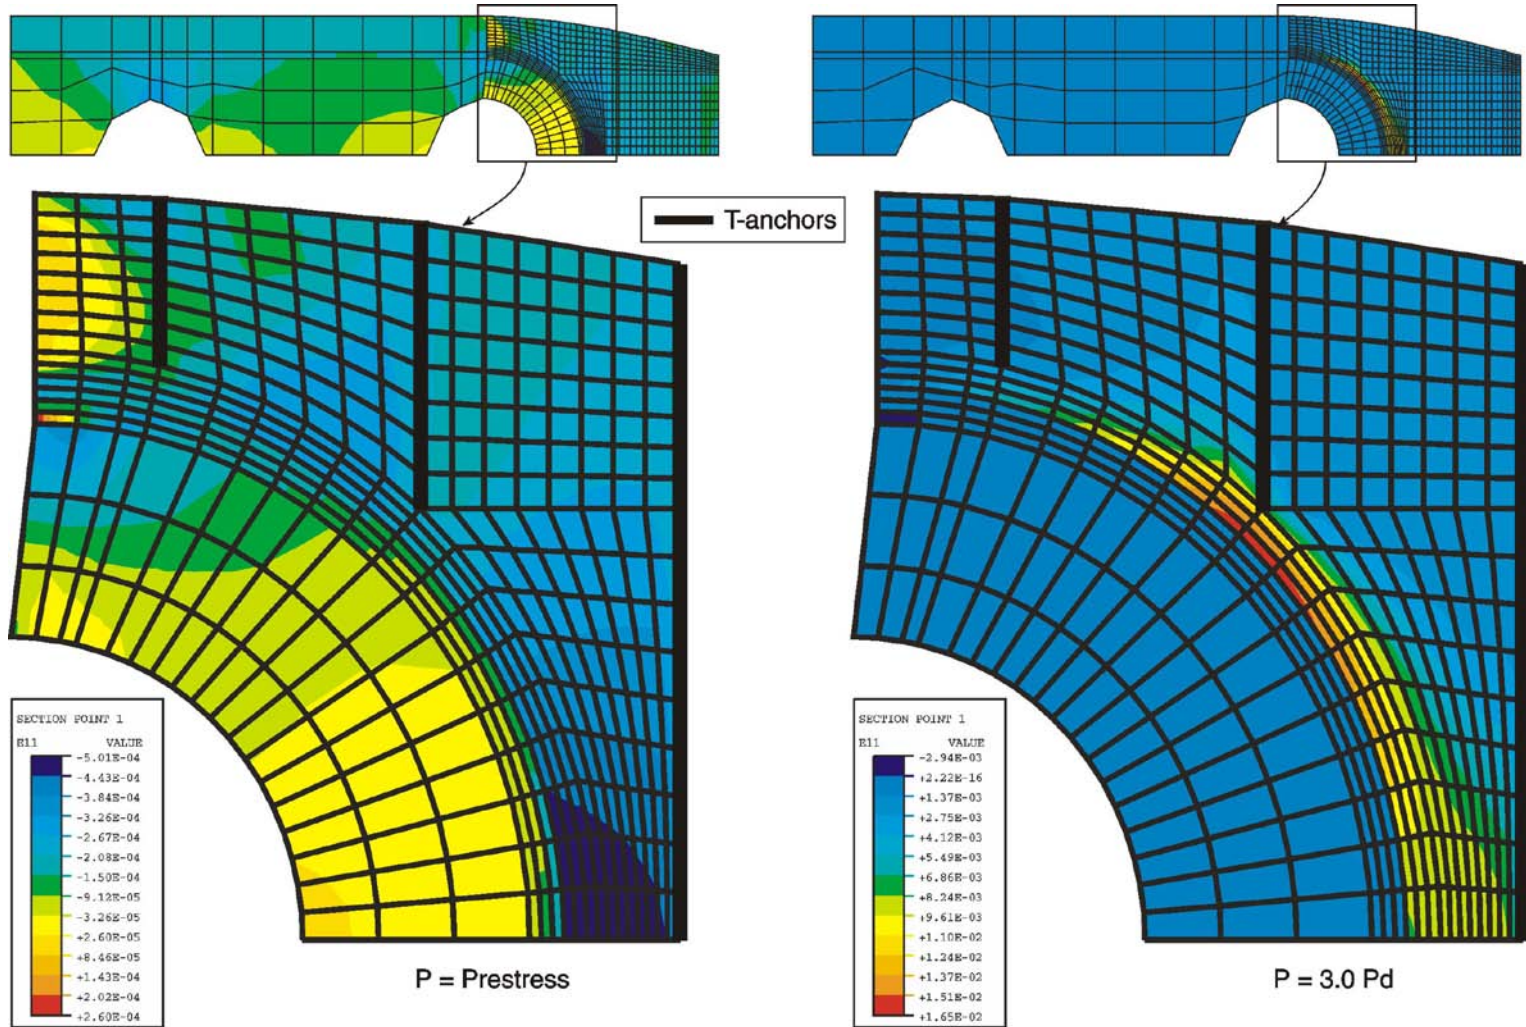 T-anchors
SECTION POINT 1
E11 VALUE
-5.01E-04
-4.43E-04
-3.84E-04
-3.26E-04
-2.67E-04
-2.08E-04
-1.50E-04
-9.12E-05
-3.26E-05
+2.60E-05
+8.46E-05
+1.43E-04
+2.02E-04
+2.60E-04
P = Prestress
SECTION POINT 1
E11 VALUE
-2.94E-03
+2.22E-16
+1.37E-03
+2.75E-03
+4.12E-03
+5.49E-03
+6.86E-03
+8.24E-03
+9.61E-03
+1.10E-02
+1.24E-02
+1.37E-02
+1.51E-02
+1.65E-02
P = 3.0 Pd